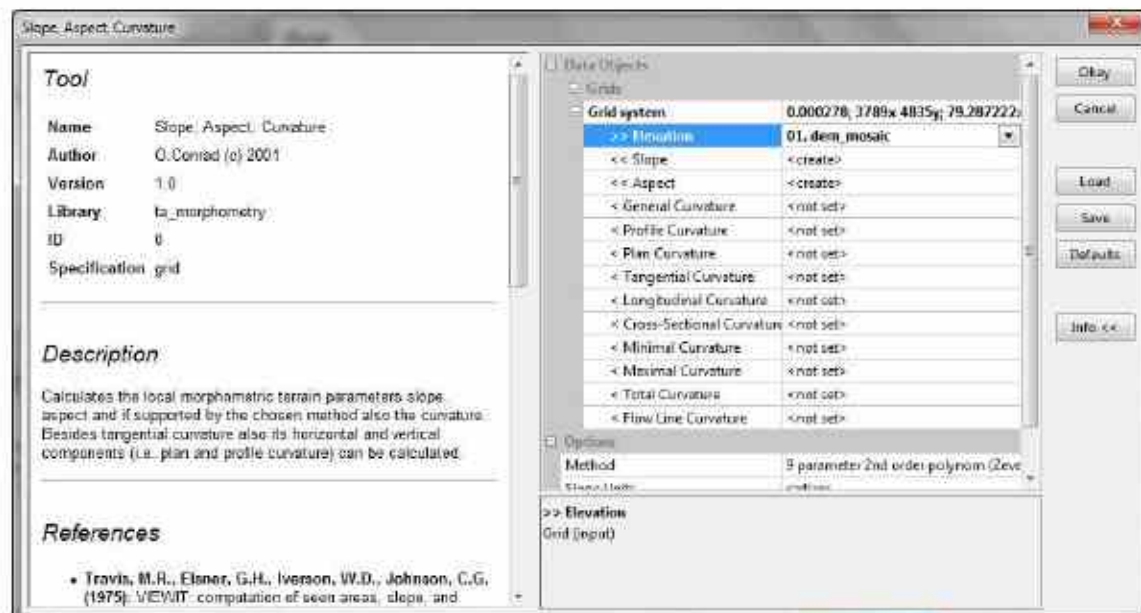 Slope, Aspect, Curvature
Tool
Name Slope, Aspect, Curvature
Author O.Conrad (c) 2001
Version 1.0
Library ta_morphometry
ID 0
Specification grid
Description
Calculates the local morphometric terrain parameters slope,
aspect and if supported by the chosen method also the curvature.
Besides tangential curvature also its horizontal and vertical
components (i.e. plan and profile curvature) can be calculated.
References
• Travis, M.R., Elsner, G.H., Iverson, W.D., Johnson, C.G.
(1975): VIEWIT: computation of seen areas, slope, and
Data Objects
Grids
Grid system 0.000278; 3789x 4835y; 79.287222x
>> Elevation 01. dem_mosaic
<< Slope <create>
<< Aspect <create>
< General Curvature <not set>
< Profile Curvature <not set>
< Plan Curvature <not set>
< Tangential Curvature <not set>
< Longitudinal Curvature <not set>
< Cross-Sectional Curvature <not set>
< Minimal Curvature <not set>
< Maximal Curvature <not set>
< Total Curvature <not set>
< Flow Line Curvature <not set>
Options
Method 9 parameter 2nd order polynom (Zeve
Slope Units radians
>> Elevation
Grid (input)
Okay
Cancel
Load
Save
Defaults
Info <<